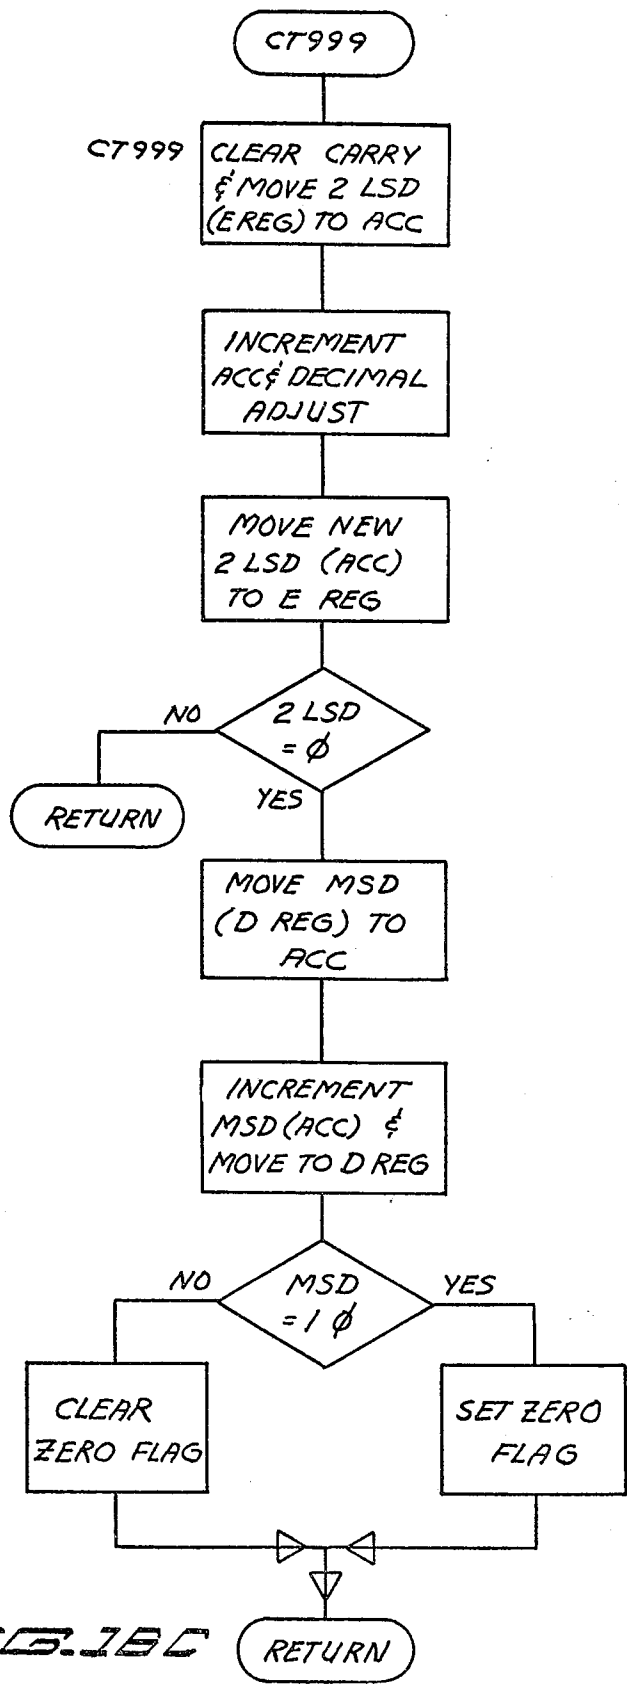 CT999
CT999
CLEAR CARRY
& MOVE 2 LSD
(E REG) TO ACC
INCREMENT
ACC & DECIMAL
ADJUST
MOVE NEW
2 LSD (ACC)
TO E REG
2 LSD
= ∅
NO
YES
RETURN
MOVE MSD
(D REG) TO
ACC
INCREMENT
MSD (ACC) &
MOVE TO D REG
MSD
= 1 ∅
NO
YES
CLEAR
ZERO FLAG
SET ZERO
FLAG
RETURN